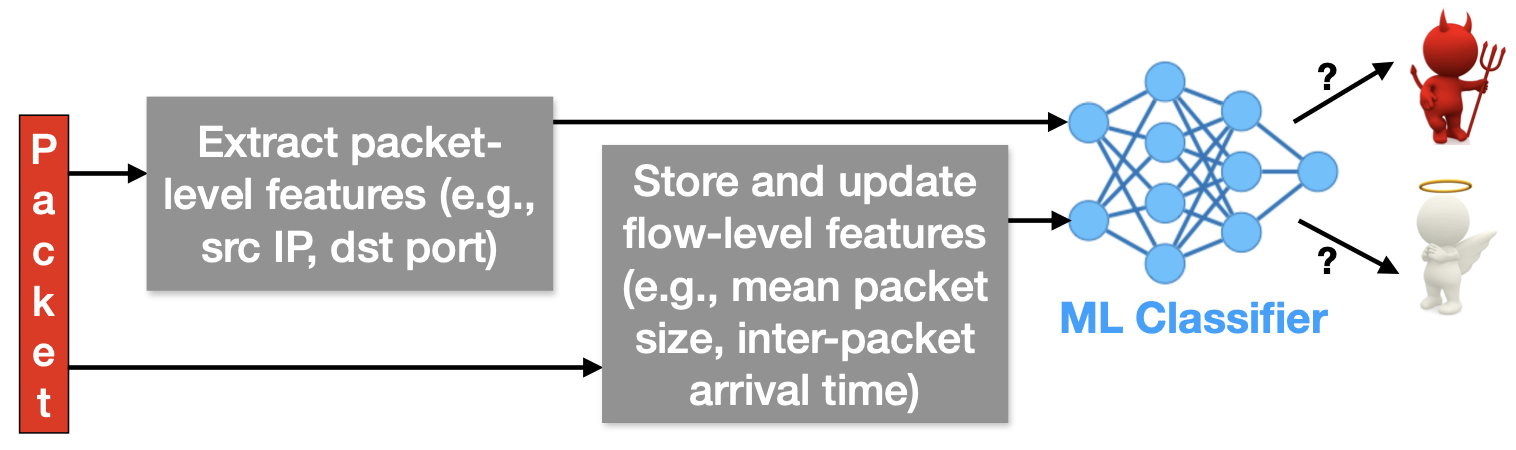 Packet
Extract packet-
level features (e.g.,
src IP, dst port)
Store and update
flow-level features
(e.g., mean packet
size, inter-packet
arrival time)
ML Classifier
?
?